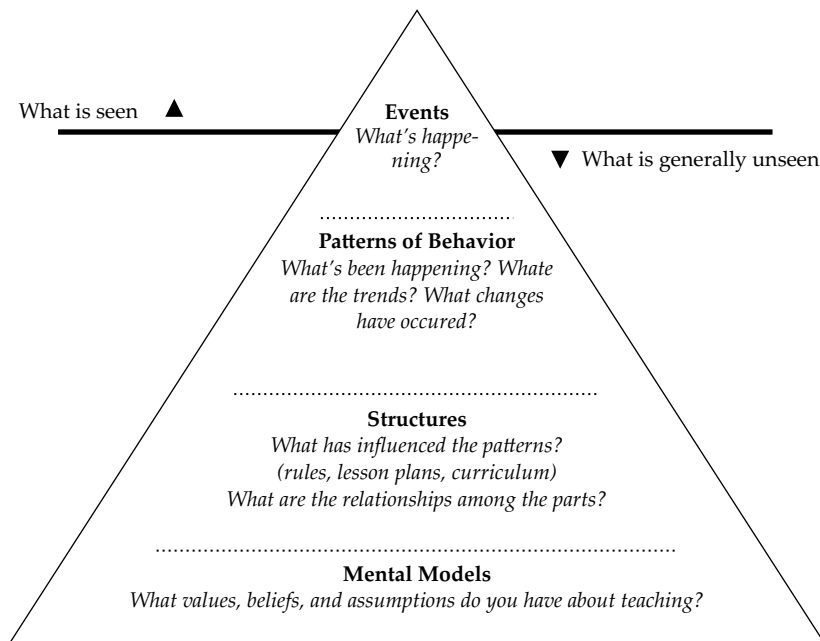 What is seen ▲
Events
What's happe-
ning?
▼ What is generally unseen
Patterns of Behavior
What's been happening? Whate
are the trends? What changes
have occured?
Structures
What has influenced the patterns?
(rules, lesson plans, curriculum)
What are the relationships among the parts?
Mental Models
What values, beliefs, and assumptions do you have about teaching?